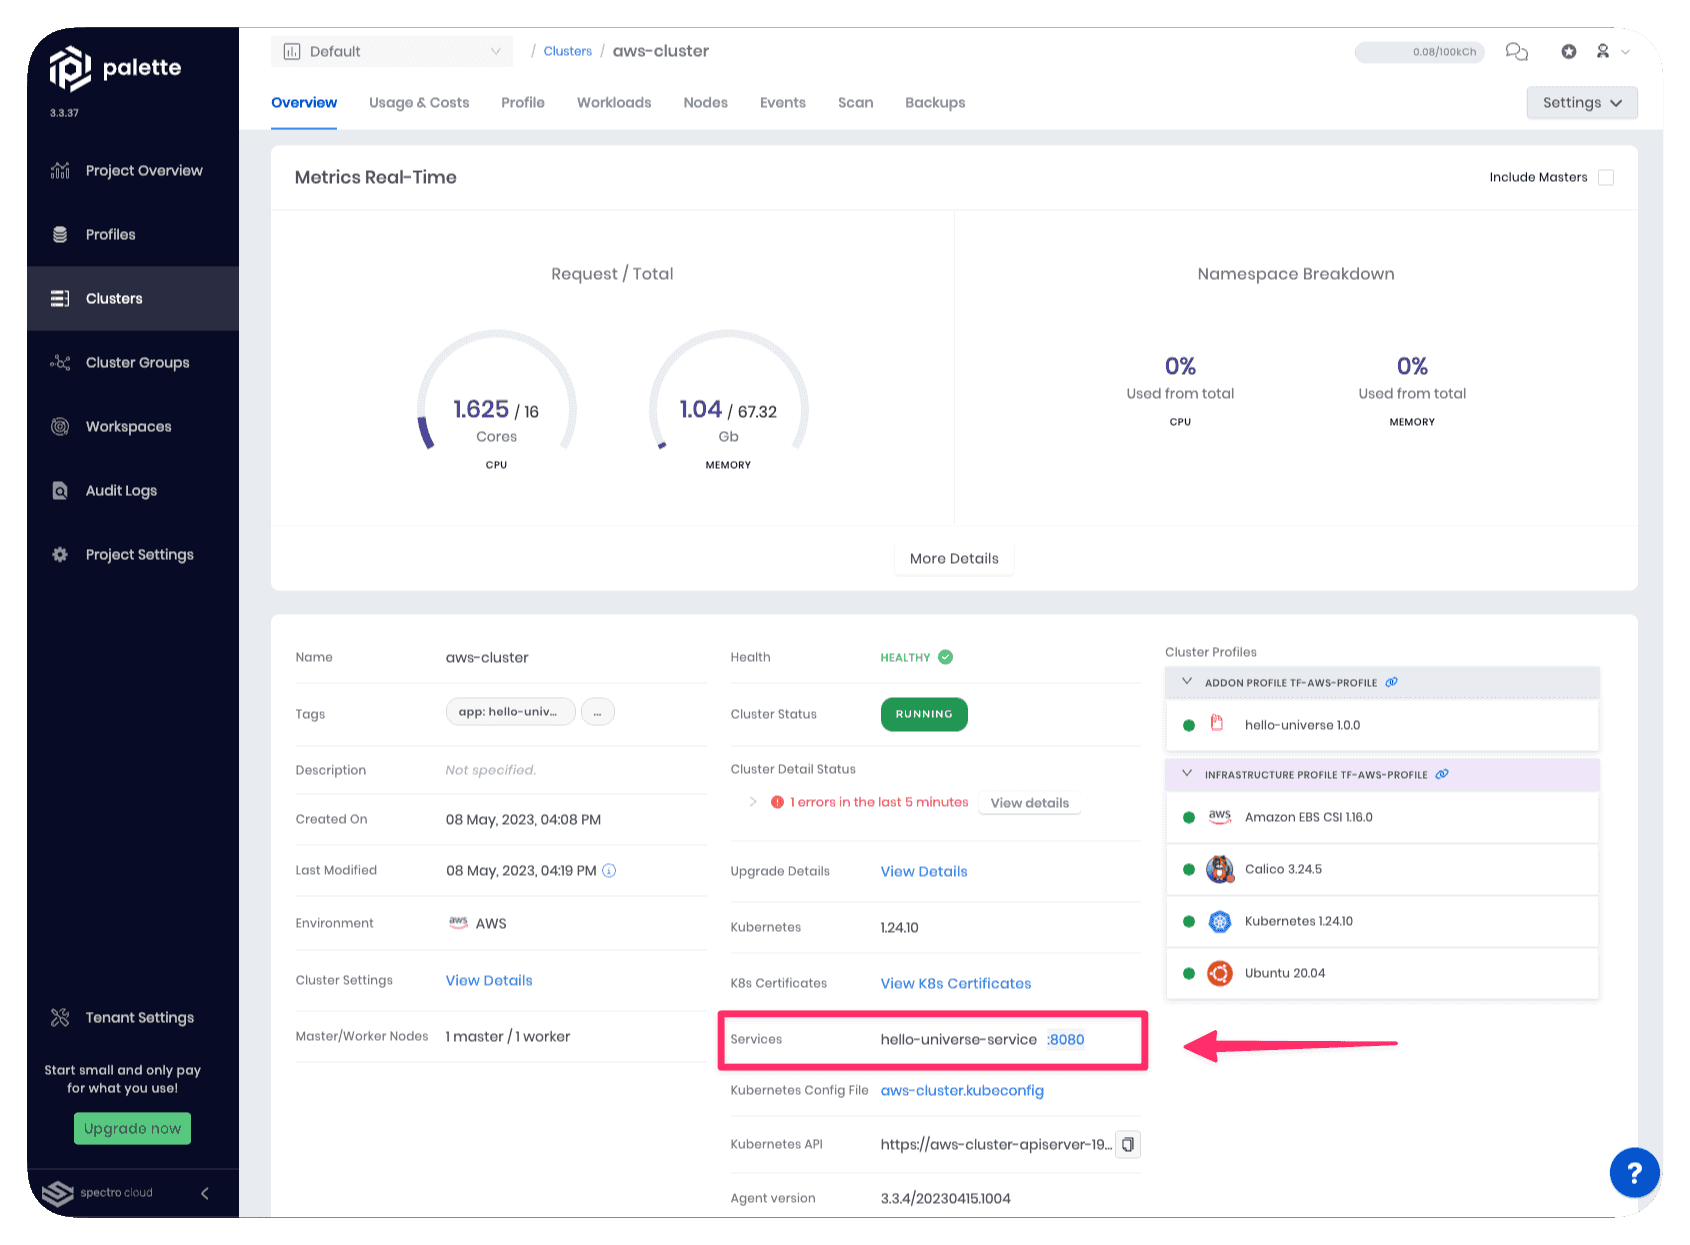 palette
3.3.37
Project Overview
Profiles
Clusters
Cluster Groups
Workspaces
Audit Logs
Project Settings
Tenant Settings
Start small and only pay
for what you use!
Upgrade now
spectro cloud
Default
/ Clusters / aws-cluster
0.08/100kCh
Overview Usage & Costs Profile Workloads Nodes Events Scan Backups
Settings
Metrics Real-Time
Include Masters
Request / Total
1.625 / 16
Cores
CPU
1.04 / 67.32
Gb
MEMORY
Namespace Breakdown
0%
Used from total
CPU
0%
Used from total
MEMORY
More Details
Name aws-cluster
Tags app: hello-univ... ...
Description Not specified.
Created On 08 May, 2023, 04:08 PM
Last Modified 08 May, 2023, 04:19 PM
Environment aws AWS
Cluster Settings View Details
Master/Worker Nodes 1 master / 1 worker
Health HEALTHY
Cluster Status RUNNING
Cluster Detail Status
1 errors in the last 5 minutes View details
Upgrade Details View Details
Kubernetes 1.24.10
K8s Certificates View K8s Certificates
Services hello-universe-service :8080
Kubernetes Config File aws-cluster.kubeconfig
Kubernetes API https://aws-cluster-apiserver-19...
Agent version 3.3.4/20230415.1004
Cluster Profiles
ADDON PROFILE TF-AWS-PROFILE
hello-universe 1.0.0
INFRASTRUCTURE PROFILE TF-AWS-PROFILE
aws Amazon EBS CSI 1.16.0
Calico 3.24.5
Kubernetes 1.24.10
Ubuntu 20.04
?